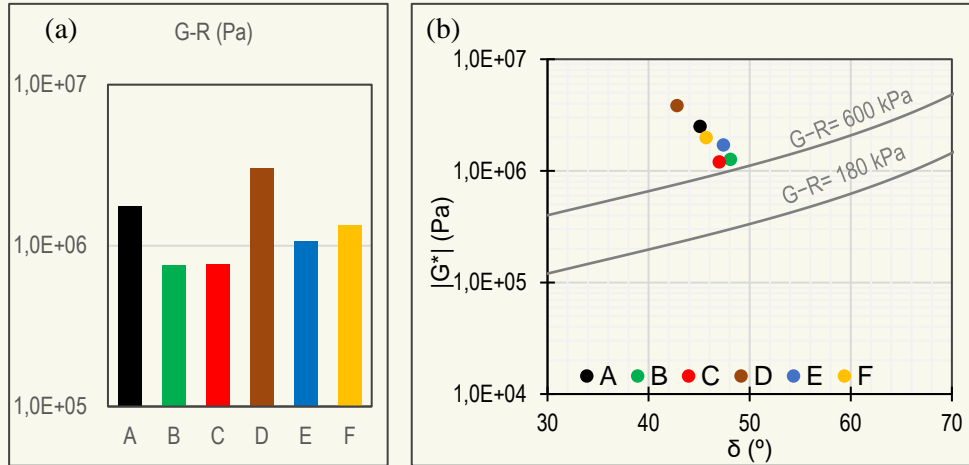 (a)
G-R (Pa)
1,0E+07
1,0E+06
1,0E+05
A B C D E F
(b)
|G*| (Pa)
1,0E+07
1,0E+06
1,0E+05
1,0E+04
G−R= 600 kPa
G−R= 180 kPa
A B C D E F
30 40 50 60 70
δ (º)